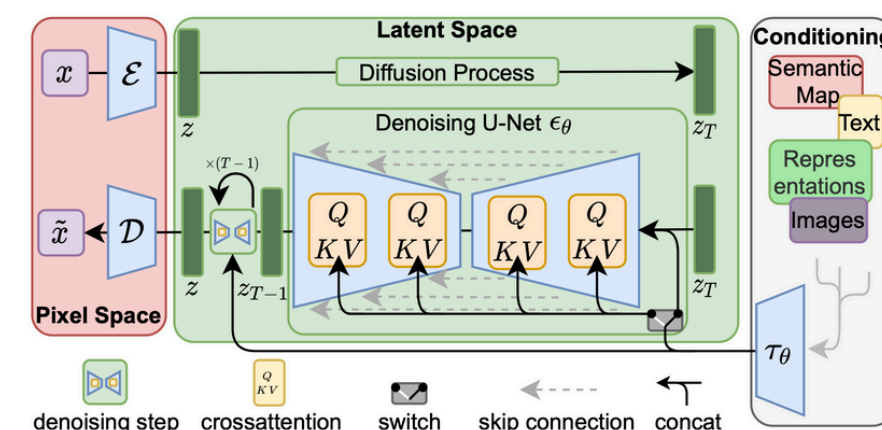 Latent Space
Conditioning
x
ℰ
Diffusion Process
Semantic
Map
z
z_T
Text
Denoising U-Net ϵ_θ
Repres
entations
×(T − 1)
Images
Q
KV
Q
KV
Q
KV
Q
KV
x̃
𝒟
z
z_{T−1}
z_T
Pixel Space
τ_θ
Q
KV
denoising step
crossattention
switch
skip connection
concat